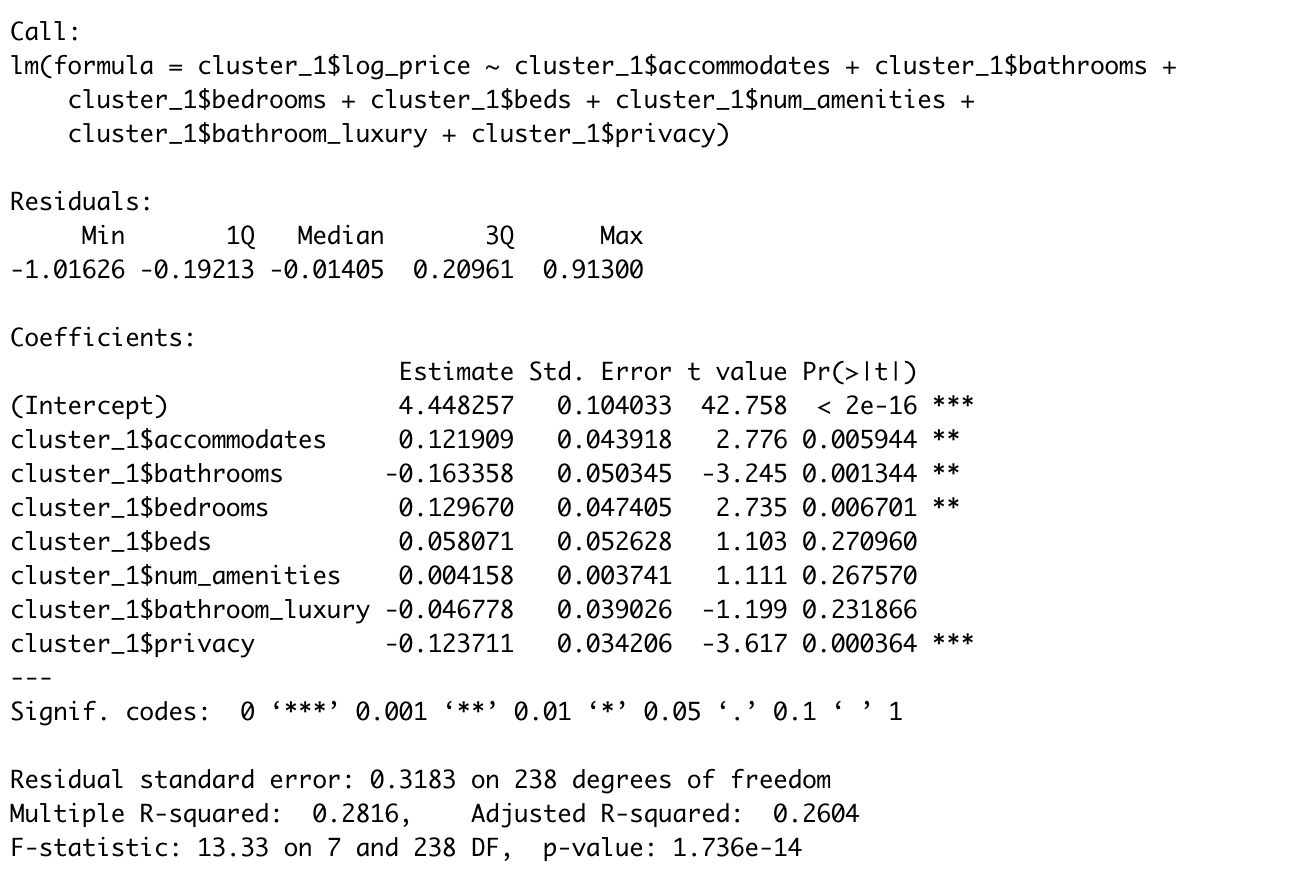 Call:
lm(formula = cluster_1$log_price ~ cluster_1$accommodates + cluster_1$bathrooms +
    cluster_1$bedrooms + cluster_1$beds + cluster_1$num_amenities +
    cluster_1$bathroom_luxury + cluster_1$privacy)

Residuals:
     Min       1Q   Median       3Q      Max
-1.01626 -0.19213 -0.01405  0.20961  0.91300

Coefficients:
                           Estimate Std. Error t value Pr(>|t|)
(Intercept)                4.448257   0.104033  42.758  < 2e-16 ***
cluster_1$accommodates     0.121909   0.043918   2.776 0.005944 **
cluster_1$bathrooms       -0.163358   0.050345  -3.245 0.001344 **
cluster_1$bedrooms         0.129670   0.047405   2.735 0.006701 **
cluster_1$beds             0.058071   0.052628   1.103 0.270960
cluster_1$num_amenities    0.004158   0.003741   1.111 0.267570
cluster_1$bathroom_luxury -0.046778   0.039026  -1.199 0.231866
cluster_1$privacy         -0.123711   0.034206  -3.617 0.000364 ***
---
Signif. codes:  0 ‘***’ 0.001 ‘**’ 0.01 ‘*’ 0.05 ‘.’ 0.1 ‘ ’ 1

Residual standard error: 0.3183 on 238 degrees of freedom
Multiple R-squared:  0.2816,    Adjusted R-squared:  0.2604
F-statistic: 13.33 on 7 and 238 DF,  p-value: 1.736e-14